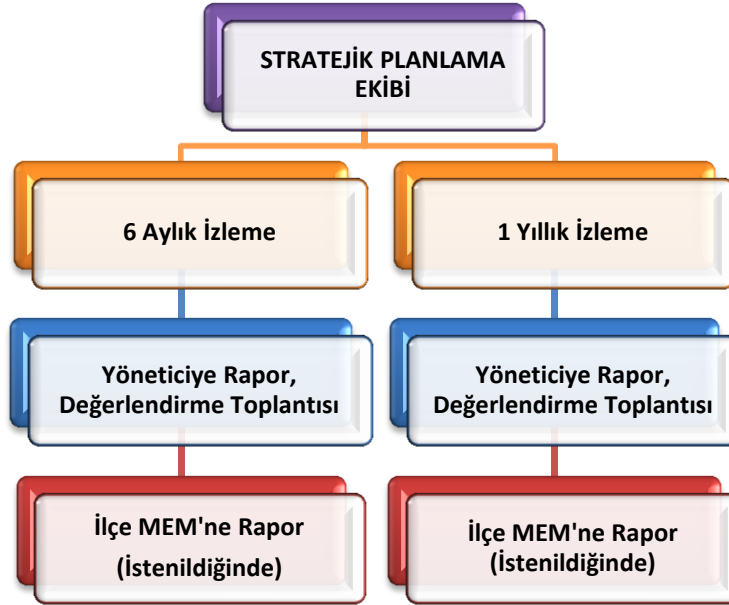 STRATEJİK PLANLAMA
EKİBİ
6 Aylık İzleme
1 Yıllık İzleme
Yöneticiye Rapor,
Değerlendirme Toplantısı
Yöneticiye Rapor,
Değerlendirme Toplantısı
İlçe MEM'ne Rapor
(İstenildiğinde)
İlçe MEM'ne Rapor
(İstenildiğinde)